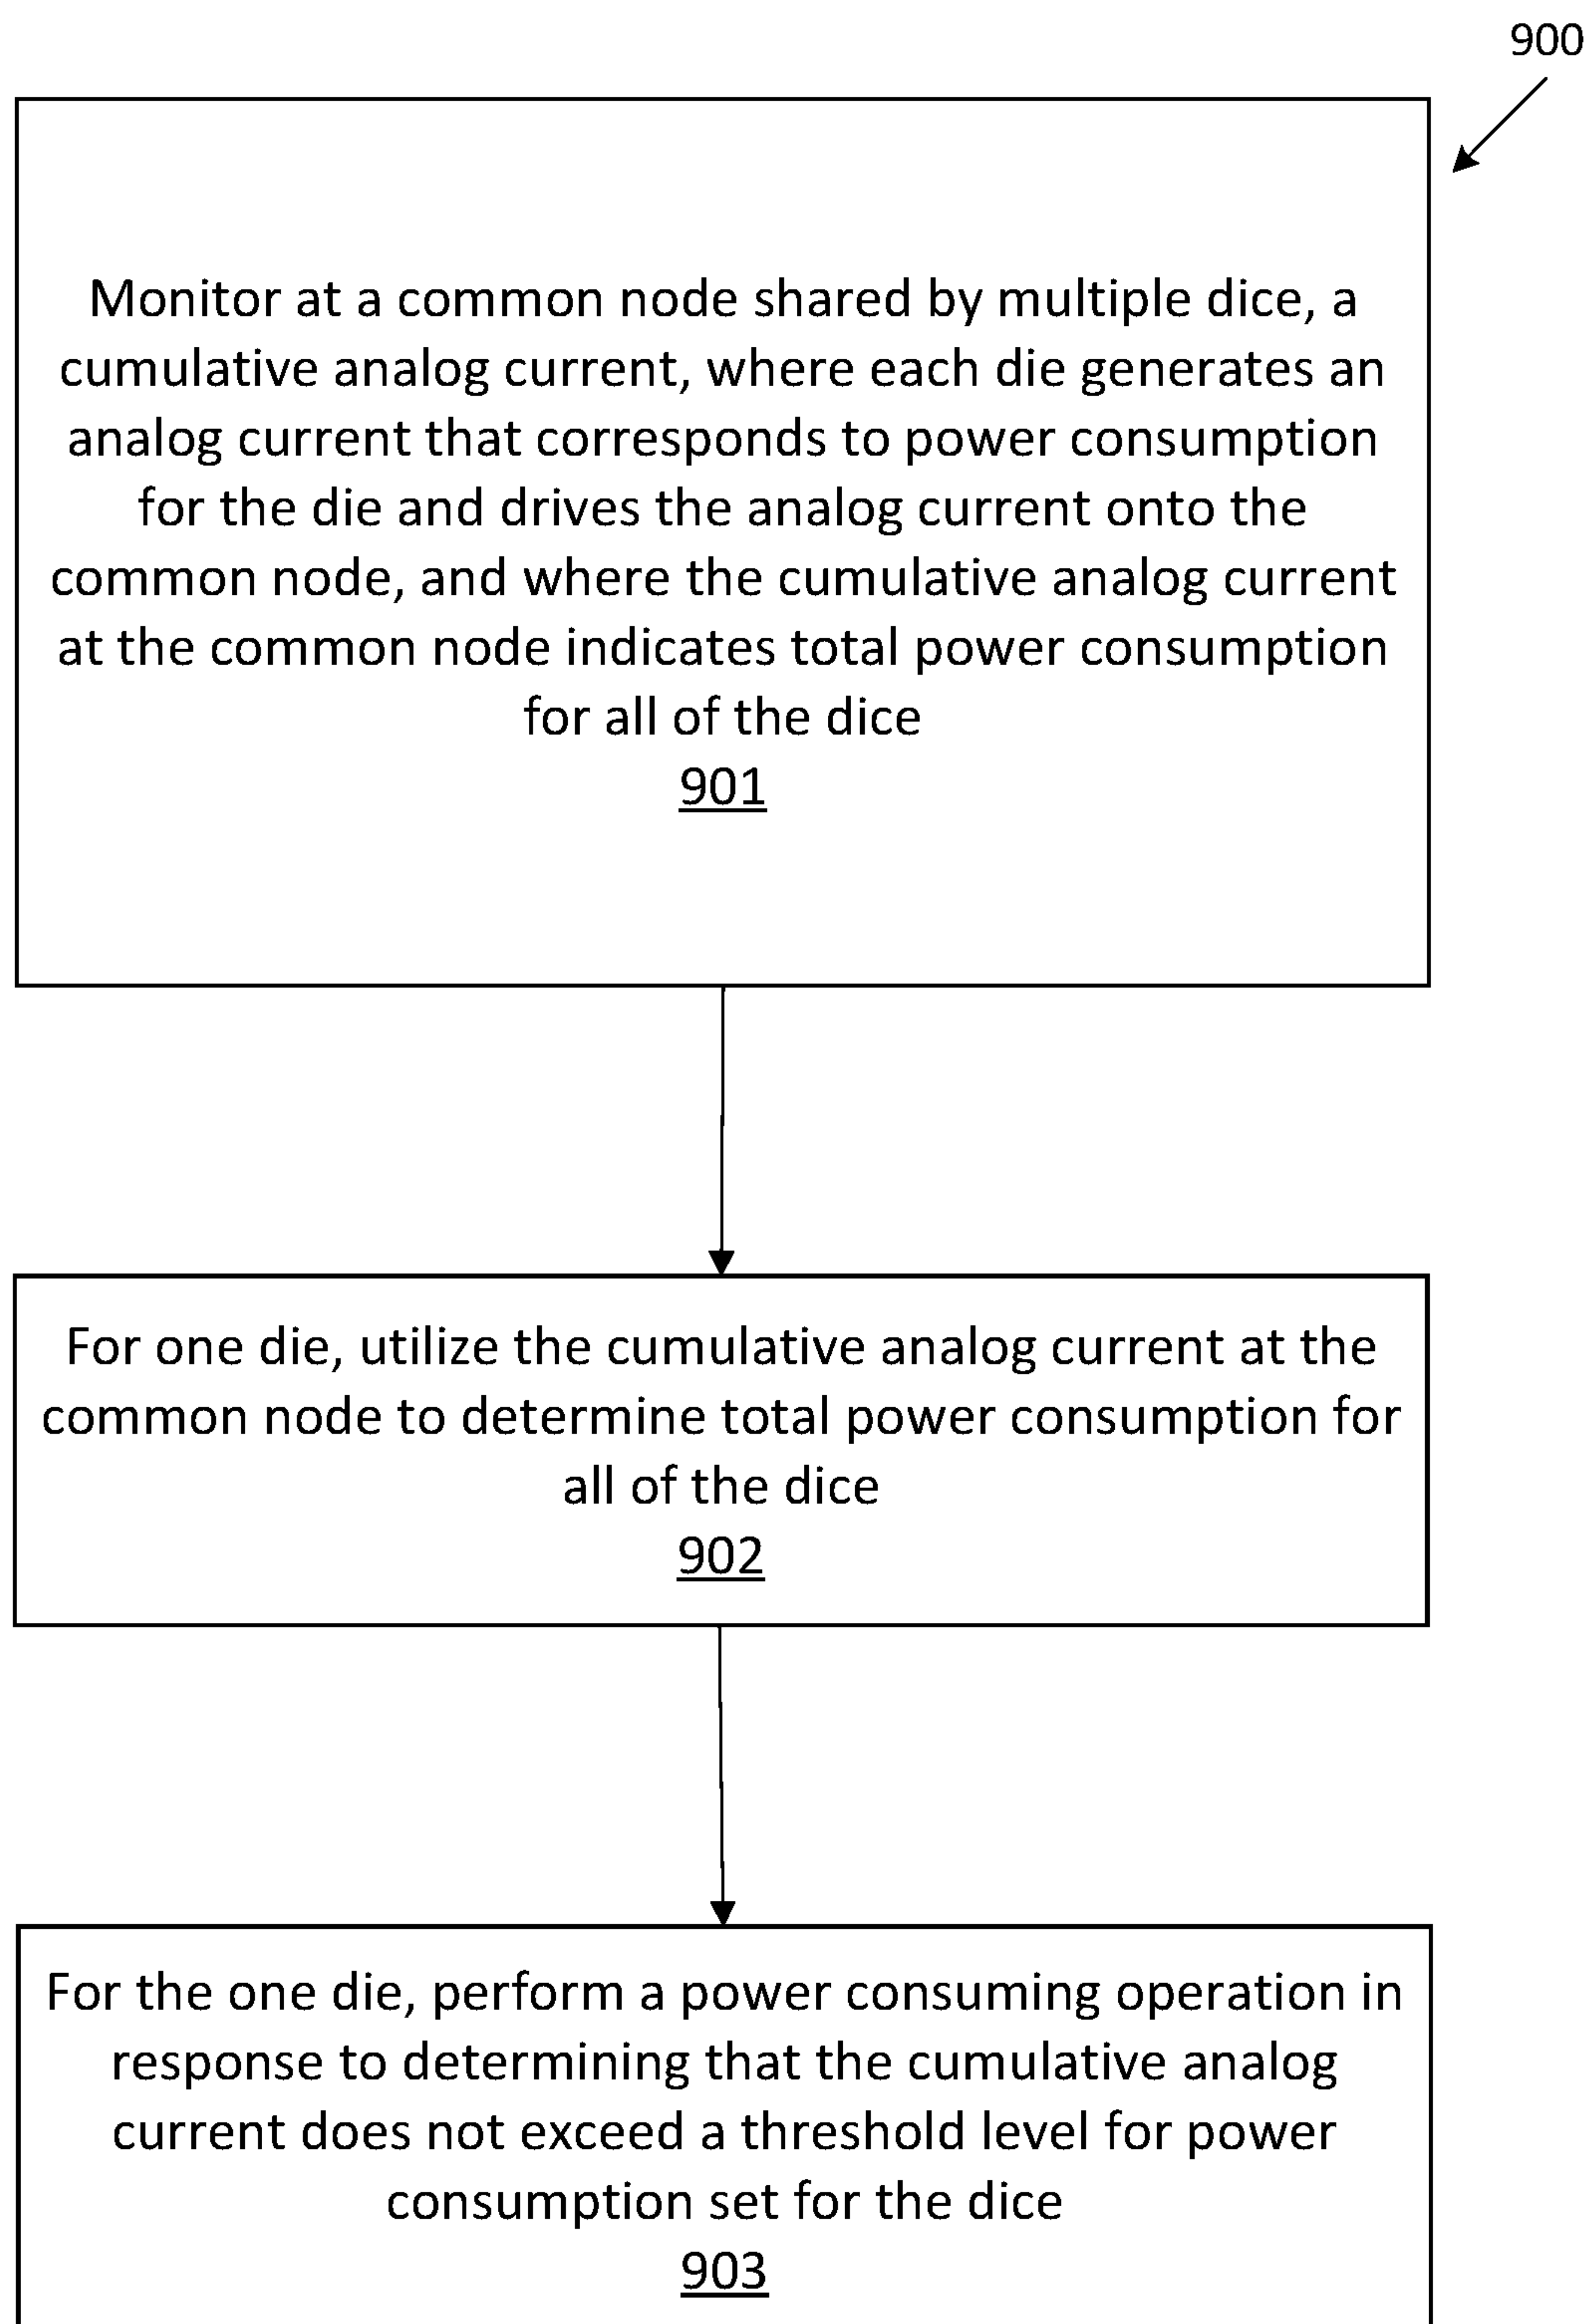 900
Monitor at a common node shared by multiple dice, a
cumulative analog current, where each die generates an
analog current that corresponds to power consumption
for the die and drives the analog current onto the
common node, and where the cumulative analog current
at the common node indicates total power consumption
for all of the dice
901
For one die, utilize the cumulative analog current at the
common node to determine total power consumption for
all of the dice
902
For the one die, perform a power consuming operation in
response to determining that the cumulative analog
current does not exceed a threshold level for power
consumption set for the dice
903